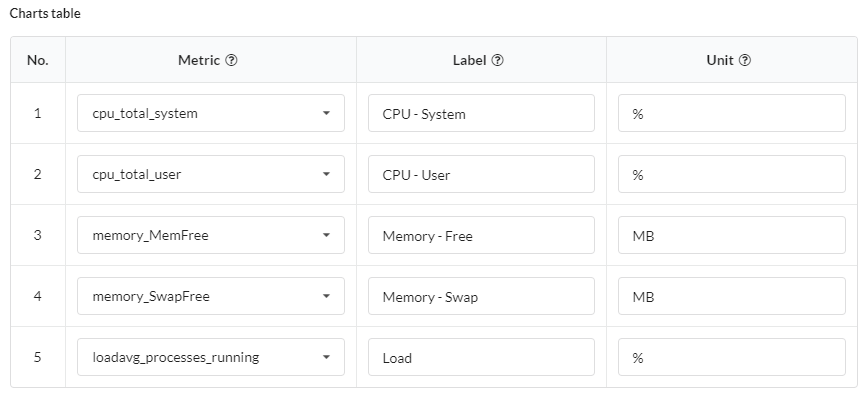 Charts table
No. Metric Label Unit
1 cpu_total_system CPU - System %
2 cpu_total_user CPU - User %
3 memory_MemFree Memory - Free MB
4 memory_SwapFree Memory - Swap MB
5 loadavg_processes_running Load %